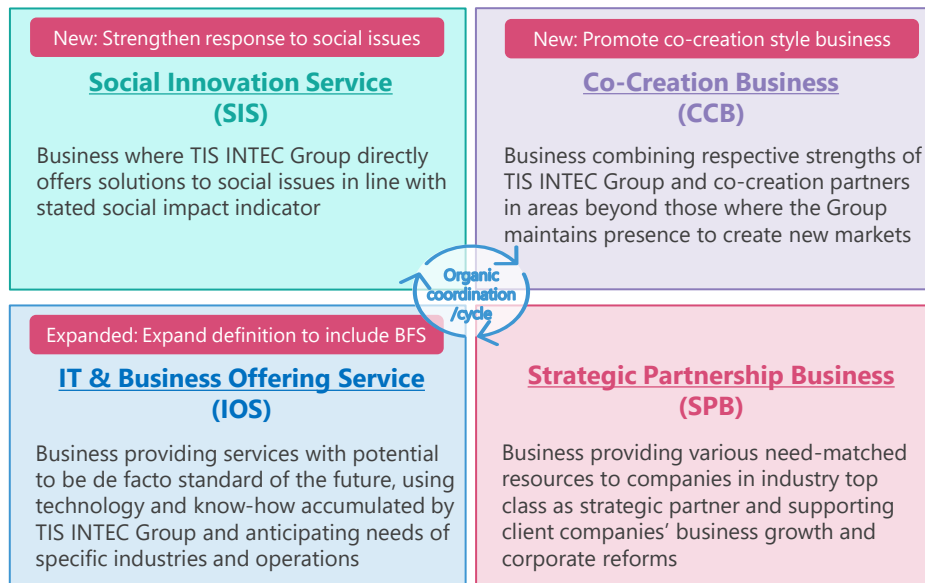 New: Strengthen response to social issues
Social Innovation Service
(SIS)
Business where TIS INTEC Group directly
offers solutions to social issues in line with
stated social impact indicator
New: Promote co-creation style business
Co-Creation Business
(CCB)
Business combining respective strengths of
TIS INTEC Group and co-creation partners
in areas beyond those where the Group
maintains presence to create new markets
Organic
coordination
/cycle
Expanded: Expand definition to include BFS
IT & Business Offering Service
(IOS)
Business providing services with potential
to be de facto standard of the future, using
technology and know-how accumulated by
TIS INTEC Group and anticipating needs of
specific industries and operations
Strategic Partnership Business
(SPB)
Business providing various need-matched
resources to companies in industry top
class as strategic partner and supporting
client companies’ business growth and
corporate reforms